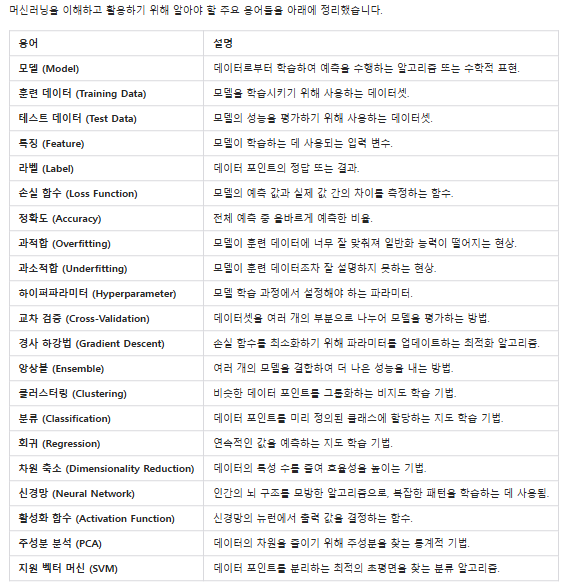 머신러닝을 이해하고 활용하기 위해 알아야 할 주요 용어들을 아래에 정리했습니다.
용어 설명
모델 (Model) 데이터로부터 학습하여 예측을 수행하는 알고리즘 또는 수학적 표현.
훈련 데이터 (Training Data) 모델을 학습시키기 위해 사용하는 데이터셋.
테스트 데이터 (Test Data) 모델의 성능을 평가하기 위해 사용하는 데이터셋.
특징 (Feature) 모델이 학습하는 데 사용되는 입력 변수.
라벨 (Label) 데이터 포인트의 정답 또는 결과.
손실 함수 (Loss Function) 모델의 예측 값과 실제 값 간의 차이를 측정하는 함수.
정확도 (Accuracy) 전체 예측 중 올바르게 예측한 비율.
과적합 (Overfitting) 모델이 훈련 데이터에 너무 잘 맞춰져 일반화 능력이 떨어지는 현상.
과소적합 (Underfitting) 모델이 훈련 데이터조차 잘 설명하지 못하는 현상.
하이퍼파라미터 (Hyperparameter) 모델 학습 과정에서 설정해야 하는 파라미터.
교차 검증 (Cross-Validation) 데이터셋을 여러 개의 부분으로 나누어 모델을 평가하는 방법.
경사 하강법 (Gradient Descent) 손실 함수를 최소화하기 위해 파라미터를 업데이트하는 최적화 알고리즘.
앙상블 (Ensemble) 여러 개의 모델을 결합하여 더 나은 성능을 내는 방법.
클러스터링 (Clustering) 비슷한 데이터 포인트를 그룹화하는 비지도 학습 기법.
분류 (Classification) 데이터 포인트를 미리 정의된 클래스에 할당하는 지도 학습 기법.
회귀 (Regression) 연속적인 값을 예측하는 지도 학습 기법.
차원 축소 (Dimensionality Reduction) 데이터의 특성 수를 줄여 효율성을 높이는 기법.
신경망 (Neural Network) 인간의 뇌 구조를 모방한 알고리즘으로, 복잡한 패턴을 학습하는 데 사용됨.
활성화 함수 (Activation Function) 신경망의 뉴런에서 출력 값을 결정하는 함수.
주성분 분석 (PCA) 데이터의 차원을 줄이기 위해 주성분을 찾는 통계적 기법.
지원 벡터 머신 (SVM) 데이터 포인트를 분리하는 최적의 초평면을 찾는 분류 알고리즘.